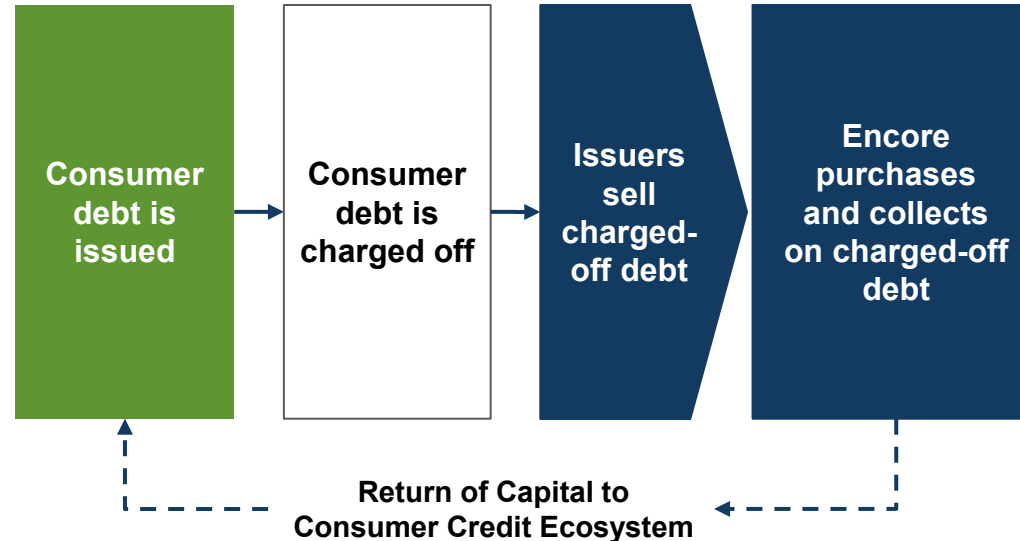 Consumer
debt is
issued
Consumer
debt is
charged off
Issuers
sell
charged-
off debt
Encore
purchases
and collects
on charged-off
debt
Return of Capital to
Consumer Credit Ecosystem